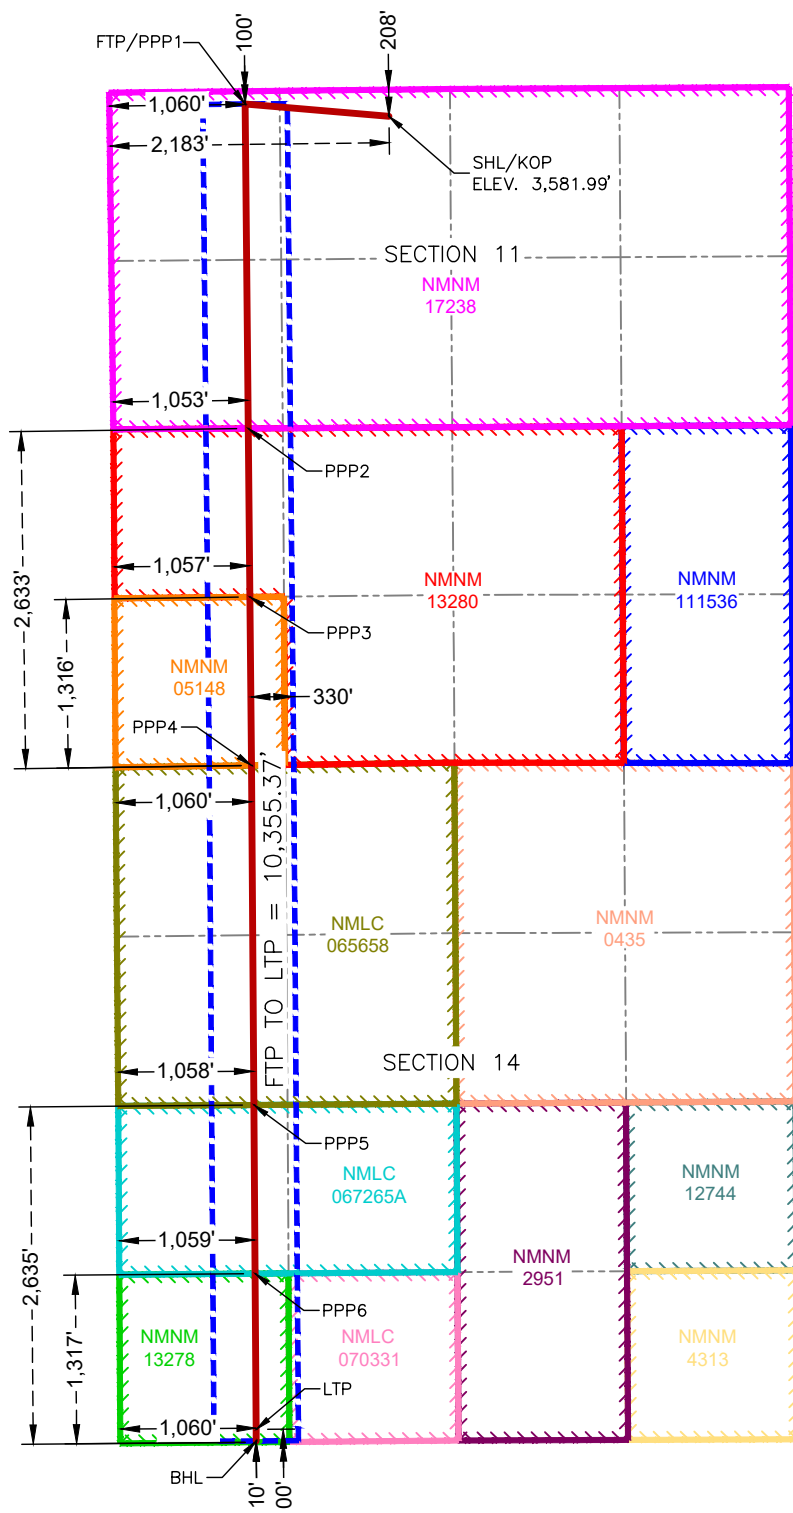 100'
208'
FTP/PPP1
1,060'
2,183'
SHL/KOP
ELEV. 3,581.99'
SECTION 11
NMNM
17238
1,053'
PPP2
2,633'
1,057'
NMNM
13280
NMNM
111536
PPP3
1,316'
NMNM
05148
330'
PPP4
1,060'
FTP TO LTP = 10,355.37'
NMLC
065658
NMNM
0435
SECTION 14
1,058'
PPP5
2,635'
NMLC
067265A
NMNM
12744
1,059'
NMNM
2951
PPP6
1,317'
NMNM
13278
NMLC
070331
NMNM
4313
LTP
1,060'
BHL
10'
00'